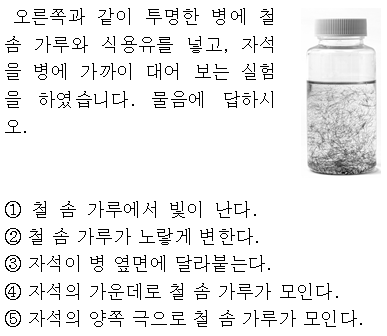 오른쪽과 같이 투명한 병에 철
솜 가루와 식용유를 넣고, 자석
을 병에 가까이 대어 보는 실험
을 하였습니다. 물음에 답하시
오.
① 철 솜 가루에서 빛이 난다.
② 철 솜 가루가 노랗게 변한다.
③ 자석이 병 옆면에 달라붙는다.
④ 자석의 가운데로 철 솜 가루가 모인다.
⑤ 자석의 양쪽 극으로 철 솜 가루가 모인다.